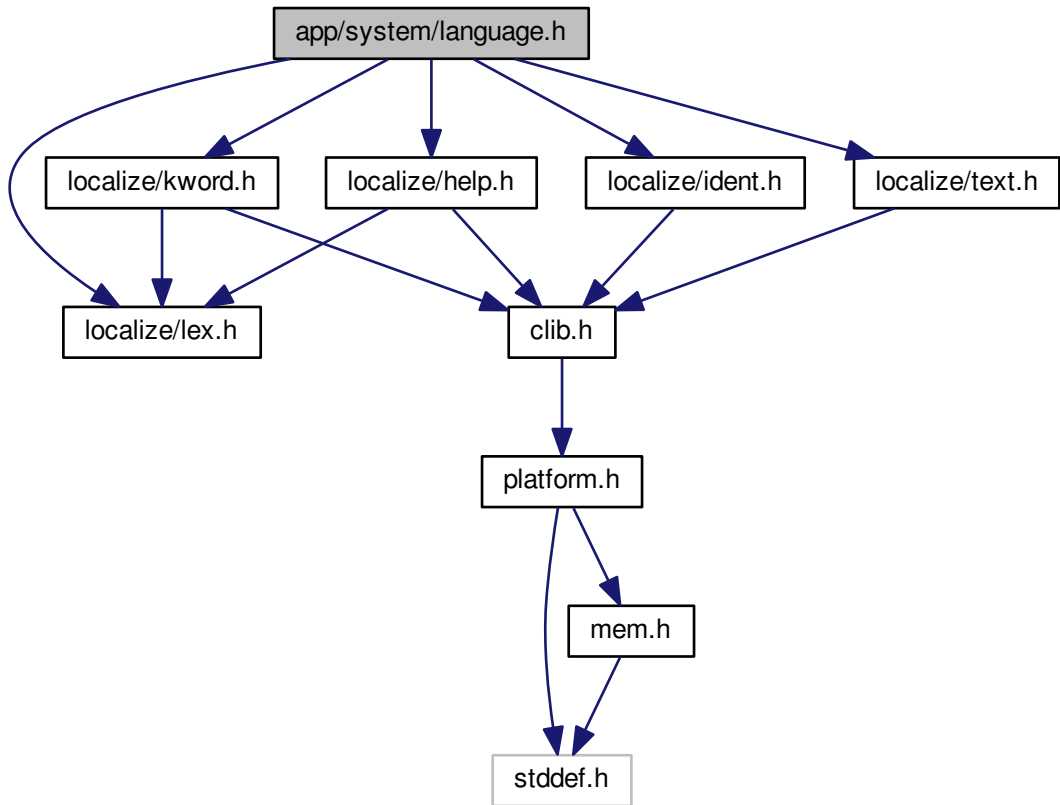 app/system/language.h
localize/kword.h
localize/help.h
localize/ident.h
localize/text.h
localize/lex.h
clib.h
platform.h
mem.h
stddef.h